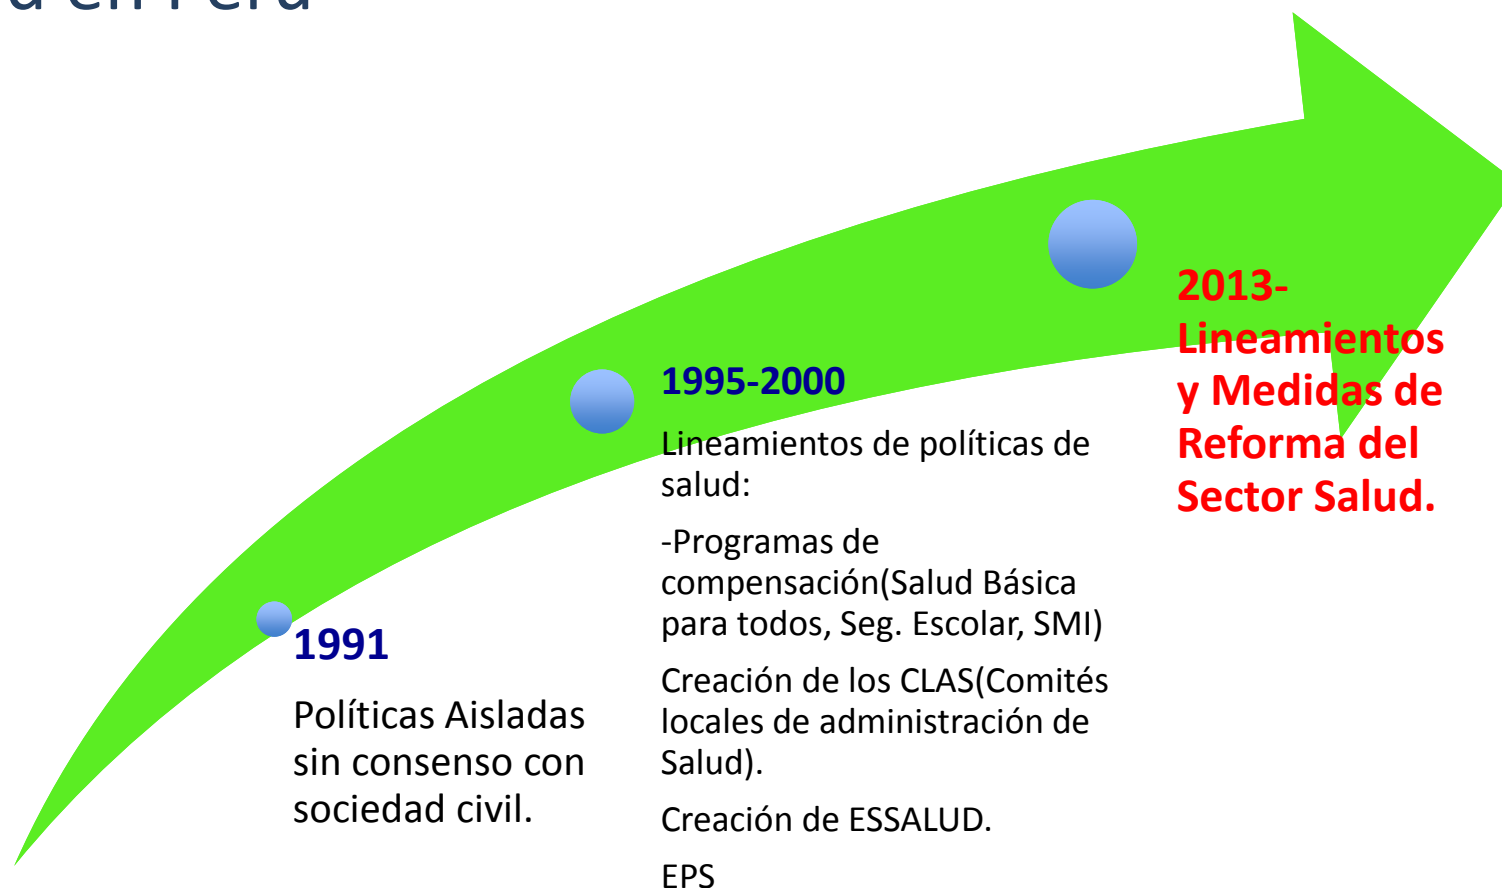 en Perú
1991
Políticas Aisladas
sin consenso con
sociedad civil.
1995-2000
Lineamientos de políticas de
salud:
-Programas de
compensación(Salud Básica
para todos, Seg. Escolar, SMI)
Creación de los CLAS(Comités
locales de administración de
Salud).
Creación de ESSALUD.
EPS
2013-
Lineamientos
y Medidas de
Reforma del
Sector Salud.